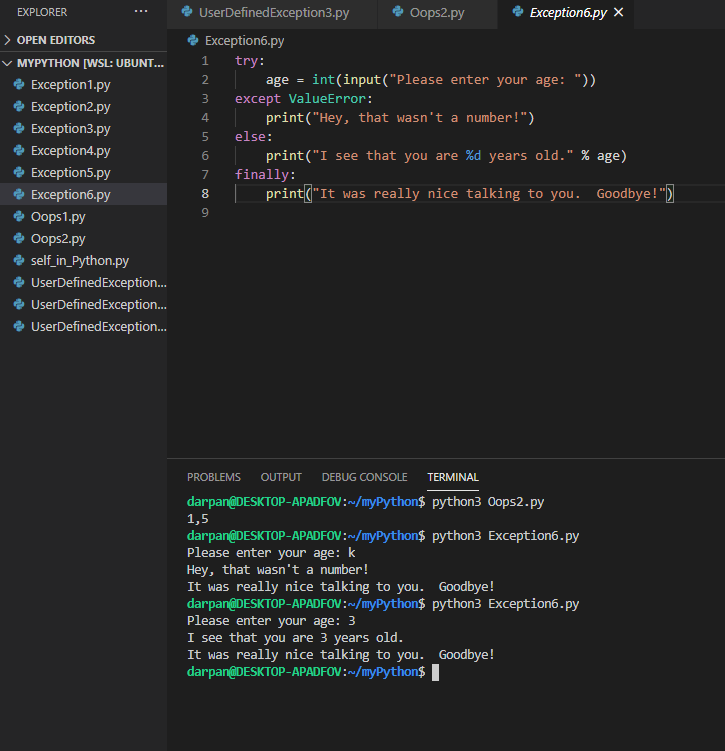 EXPLORER ···
OPEN EDITORS
MYPYTHON [WSL: UBUNT...
Exception1.py
Exception2.py
Exception3.py
Exception4.py
Exception5.py
Exception6.py
Oops1.py
Oops2.py
self_in_Python.py
UserDefinedException...
UserDefinedException...
UserDefinedException...
UserDefinedException3.py Oops2.py Exception6.py
Exception6.py
1 try:
2     age = int(input("Please enter your age: "))
3 except ValueError:
4     print("Hey, that wasn't a number!")
5 else:
6     print("I see that you are %d years old." % age)
7 finally:
8     print("It was really nice talking to you.  Goodbye!")
9
PROBLEMS OUTPUT DEBUG CONSOLE TERMINAL
darpan@DESKTOP-APADFOV:~/myPython$ python3 Oops2.py
1,5
darpan@DESKTOP-APADFOV:~/myPython$ python3 Exception6.py
Please enter your age: k
Hey, that wasn't a number!
It was really nice talking to you.  Goodbye!
darpan@DESKTOP-APADFOV:~/myPython$ python3 Exception6.py
Please enter your age: 3
I see that you are 3 years old.
It was really nice talking to you.  Goodbye!
darpan@DESKTOP-APADFOV:~/myPython$